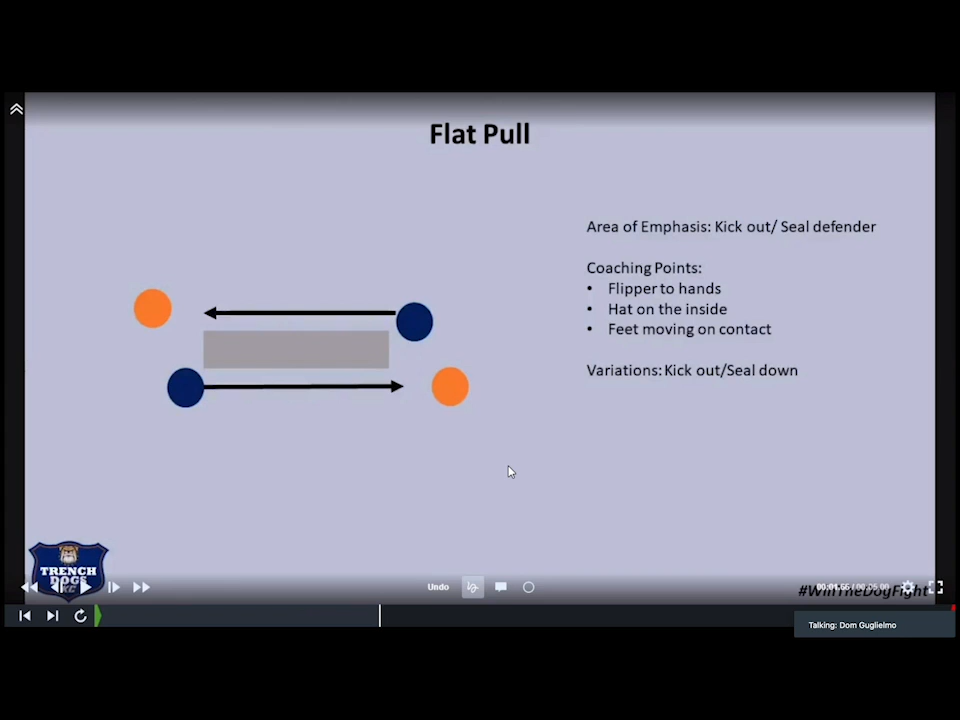 Flat Pull
Area of Emphasis: Kick out/ Seal defender
Coaching Points:
• Flipper to hands
• Hat on the inside
• Feet moving on contact
Variations: Kick out/Seal down
TRENCH
DOGS
KC
Undo
#WinTheDogFight
Talking: Dom Guglielmo